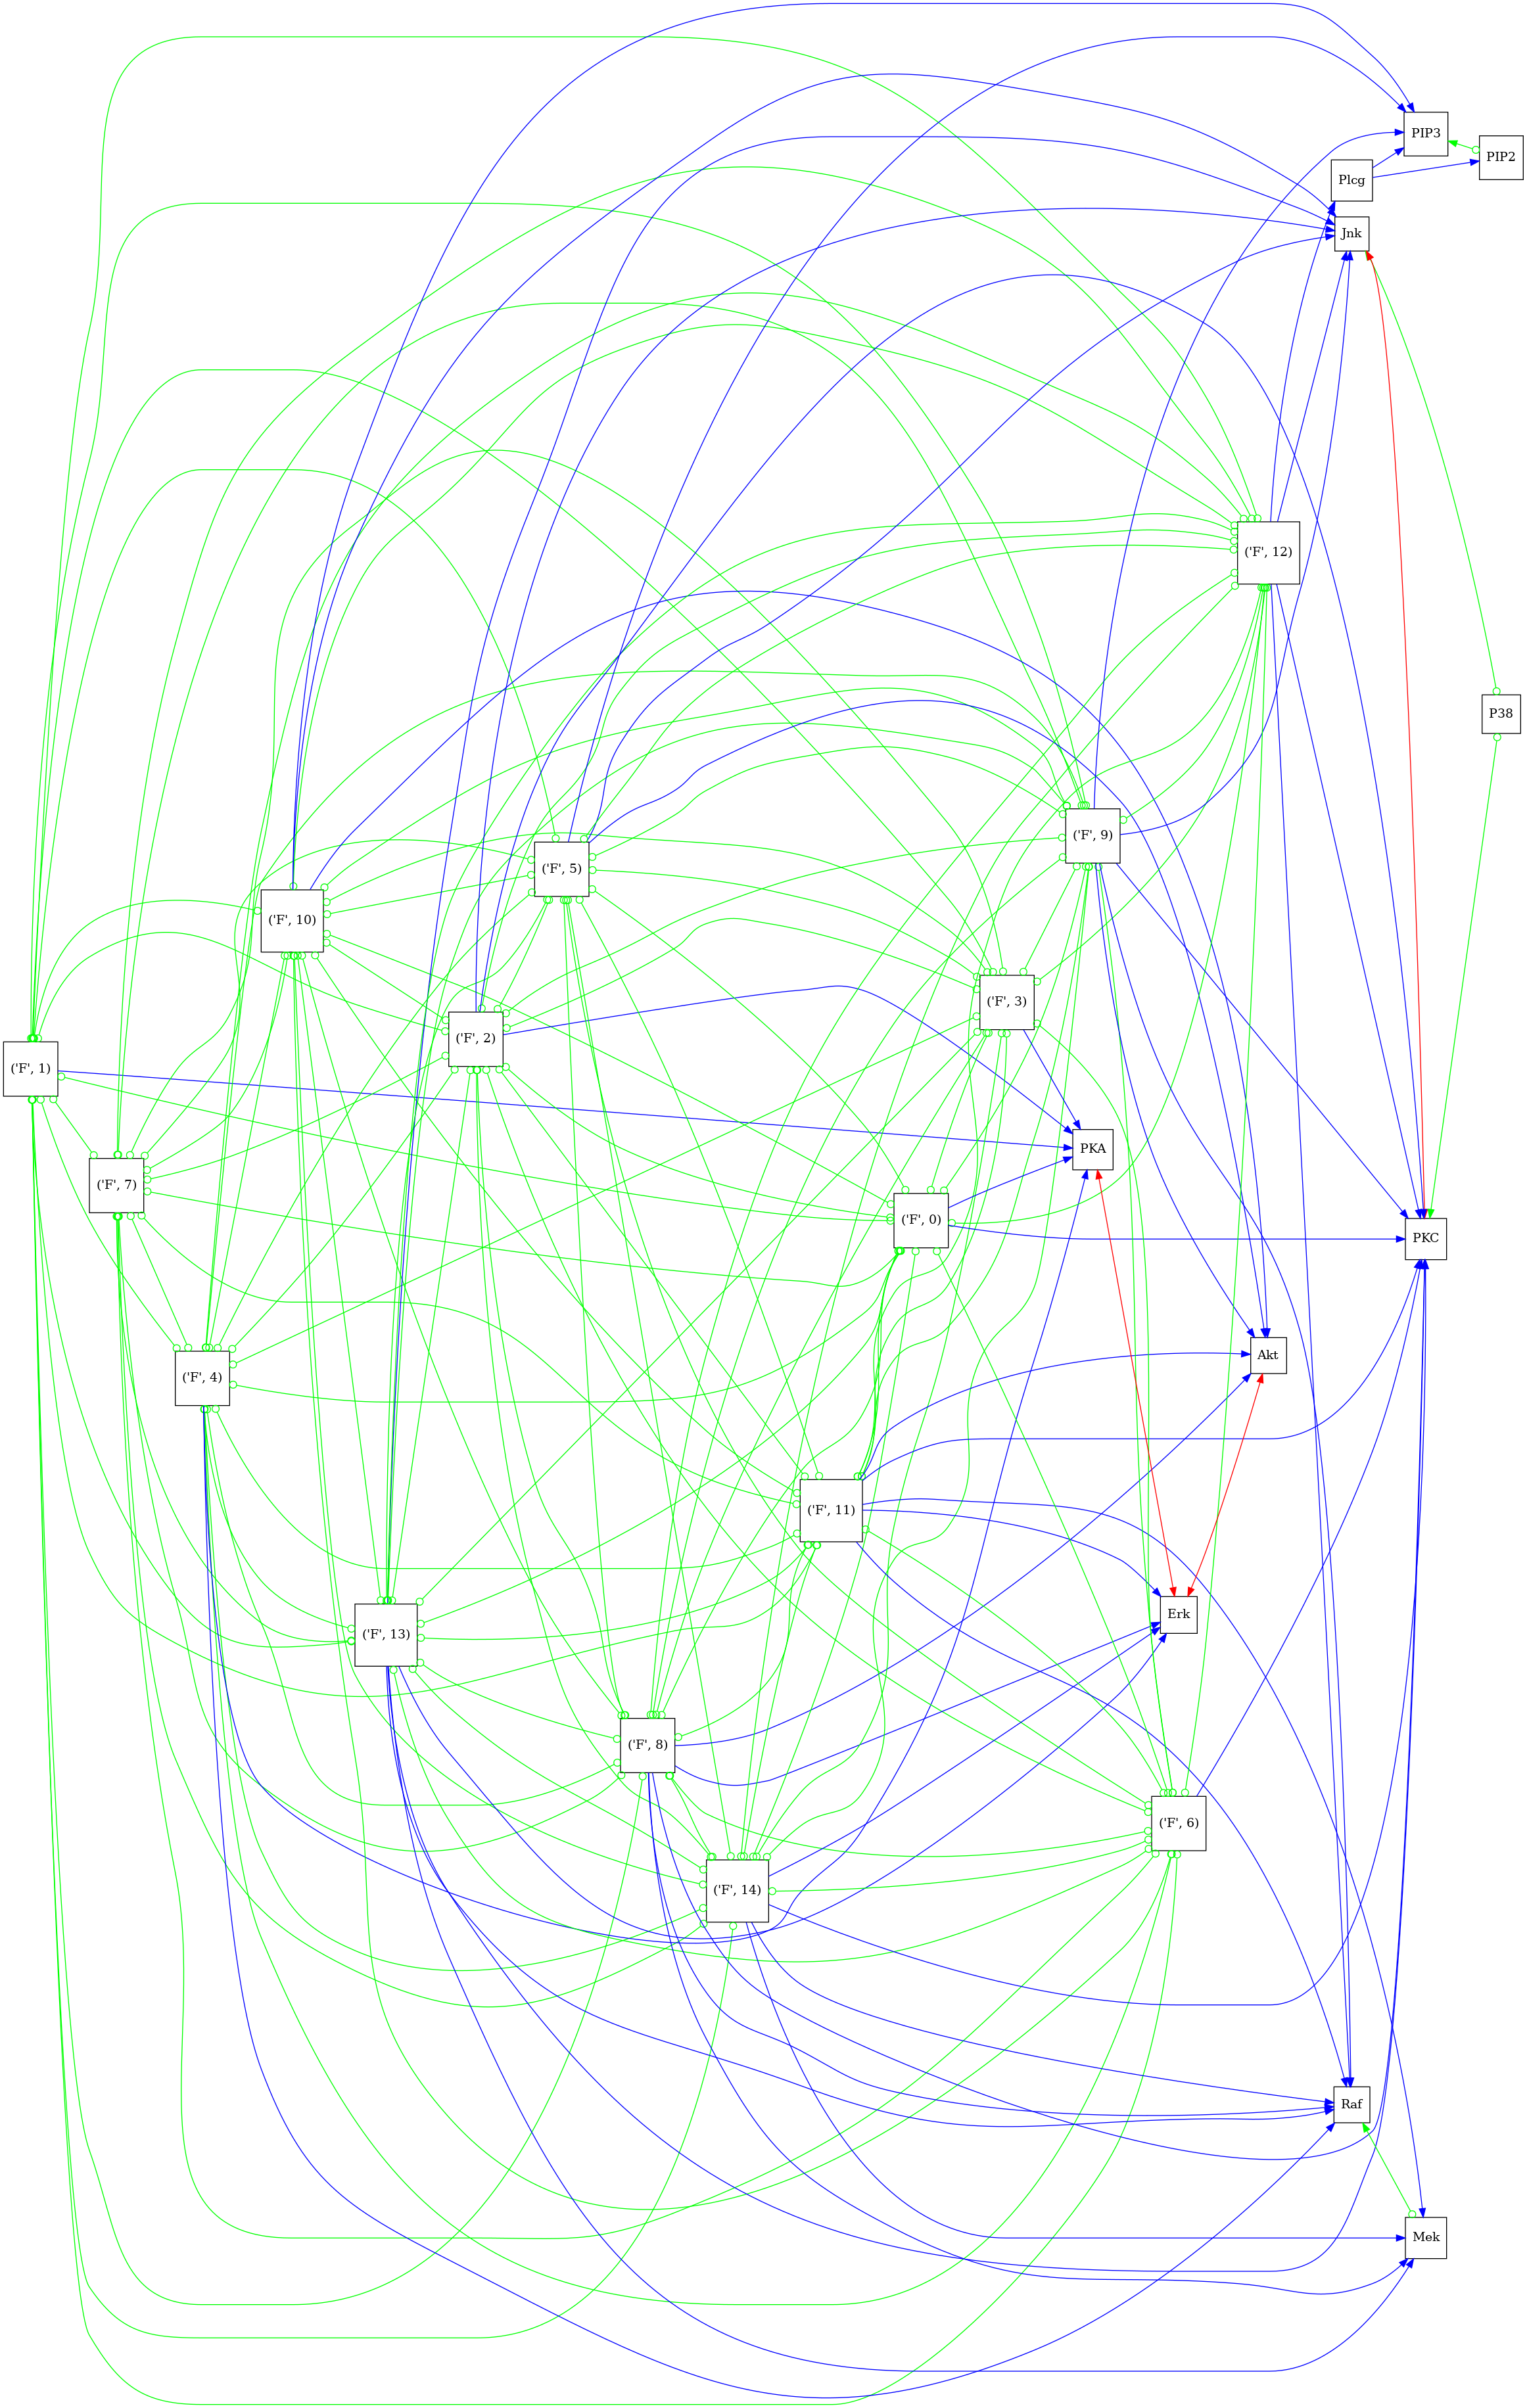 PIP3
PIP2
Plcg
Jnk
('F', 12)
P38
('F', 9)
('F', 5)
('F', 10)
('F', 3)
('F', 2)
('F', 1)
PKA
('F', 7)
('F', 0)
PKC
Akt
('F', 4)
('F', 11)
Erk
('F', 13)
('F', 8)
('F', 6)
('F', 14)
Raf
Mek